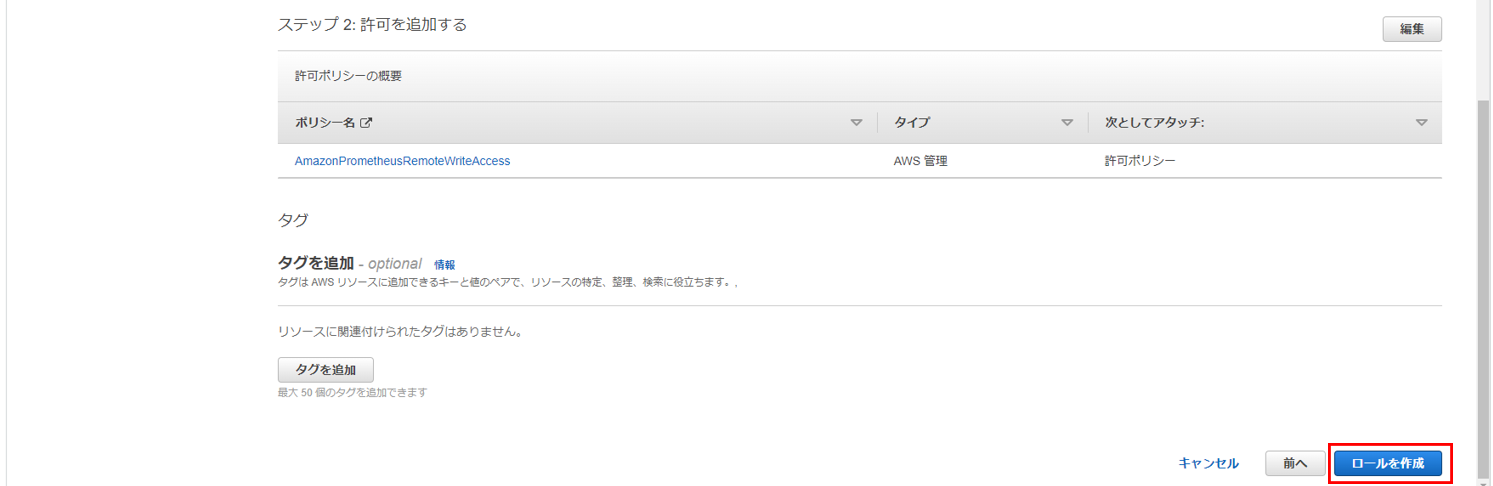 ステップ 2: 許可を追加する
編集
許可ポリシーの概要
ポリシー名 タイプ 次としてアタッチ:
AmazonPrometheusRemoteWriteAccess AWS 管理 許可ポリシー
タグ
タグを追加 - optional 情報
タグは AWS リソースに追加できるキーと値のペアで、リソースの特定、整理、検索に役立ちます。,
リソースに関連付けられたタグはありません。
タグを追加
最大 50 個のタグを追加できます
キャンセル 前へ ロールを作成